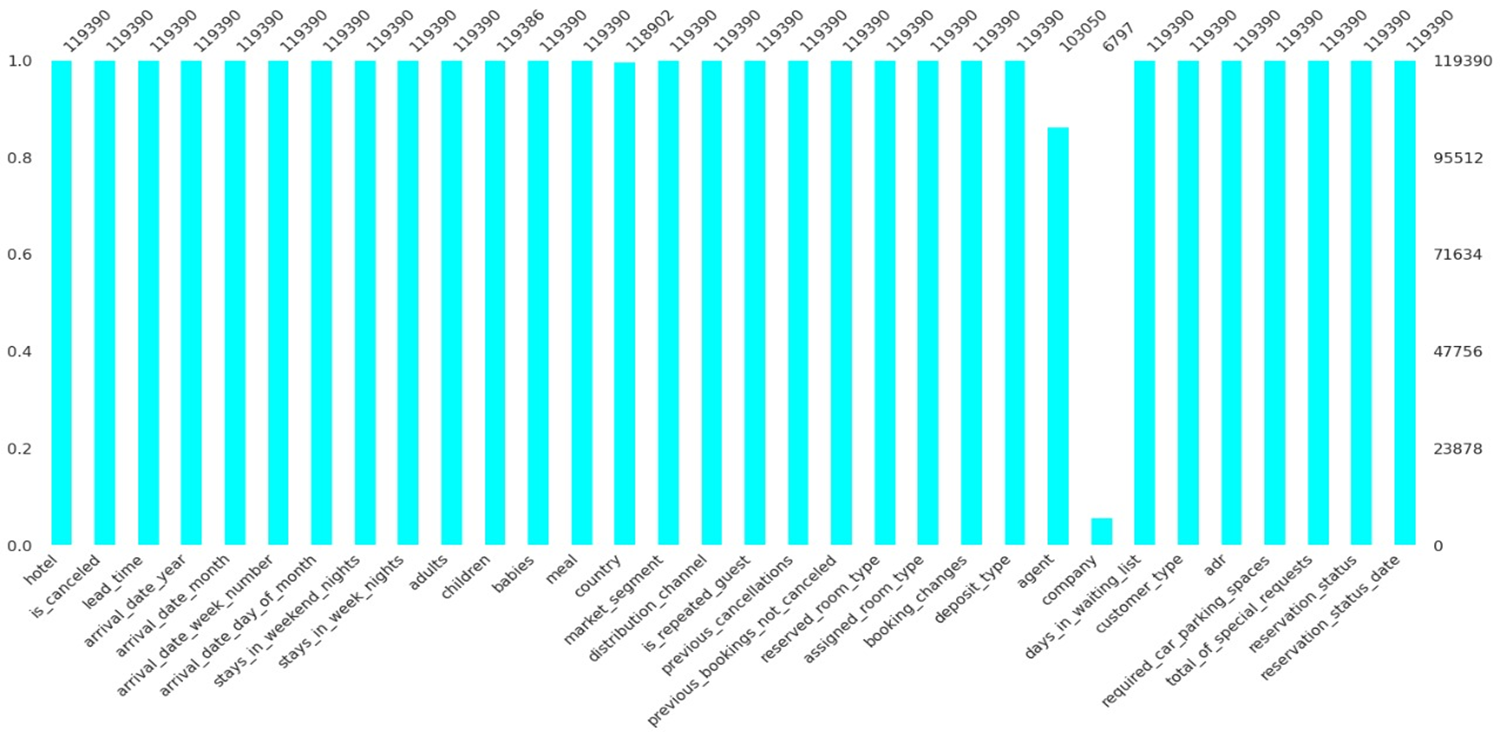 119390 119390 119390 119390 119390 119390 119390 119390 119390 119390 119386 119390 119390 118902 119390 119390 119390 119390 119390 119390 119390 119390 119390 103050 6797 119390 119390 119390 119390 119390 119390 119390
1.0 119390
0.8 95512
0.6 71634
0.4 47756
0.2 23878
0.0 0
hotel
is_canceled
lead_time
arrival_date_year
arrival_date_month
arrival_date_week_number
arrival_date_day_of_month
stays_in_weekend_nights
stays_in_week_nights
adults
children
babies
meal
country
market_segment
distribution_channel
is_repeated_guest
previous_cancellations
previous_bookings_not_canceled
reserved_room_type
assigned_room_type
booking_changes
deposit_type
agent
company
days_in_waiting_list
customer_type
adr
required_car_parking_spaces
total_of_special_requests
reservation_status
reservation_status_date